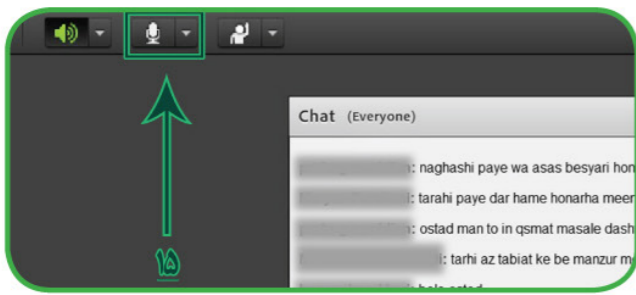 Chat (Everyone)
: naghashi paye wa asas besyari hon
: tarahi paye dar hame honarha meer
: ostad man to in qsmat masale dash
: tarhi az tabiat ke be manzur m
۱۵